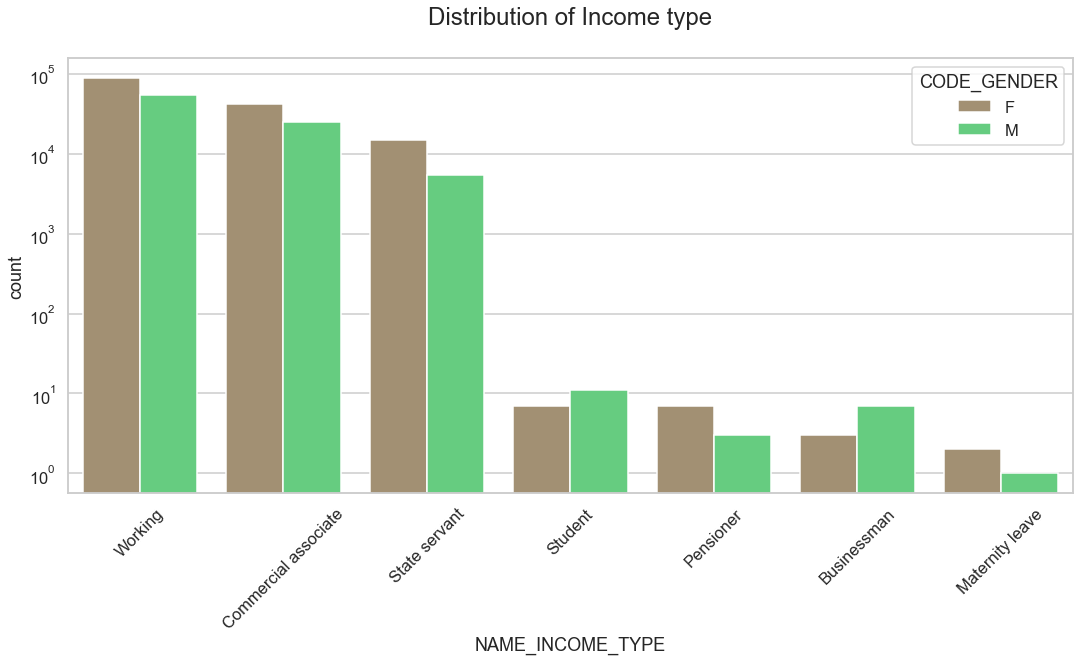 Distribution of Income type
CODE_GENDER
F
M
10^5
10^4
10^3
10^2
10^1
10^0
count
Working
Commercial associate
State servant
Student
Pensioner
Businessman
Maternity leave
NAME_INCOME_TYPE